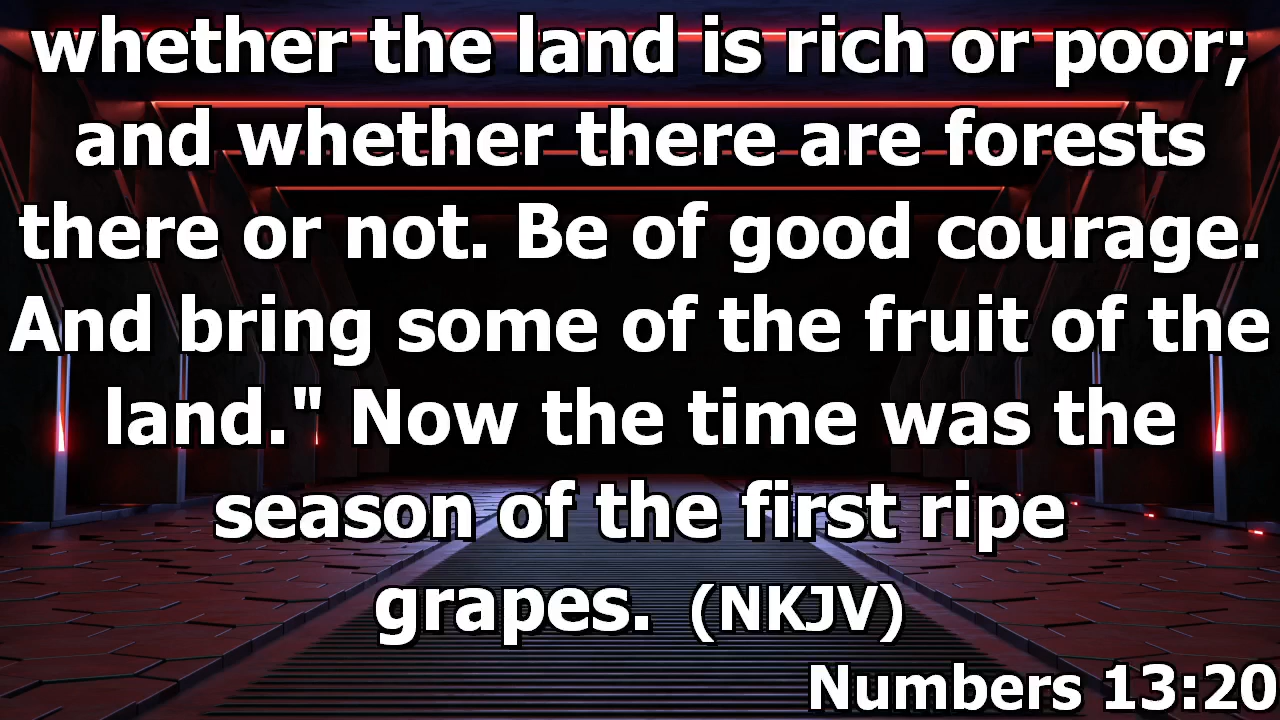 whether the land is rich or poor;
and whether there are forests
there or not. Be of good courage.
And bring some of the fruit of the
land." Now the time was the
season of the first ripe
grapes. (NKJV)
Numbers 13:20